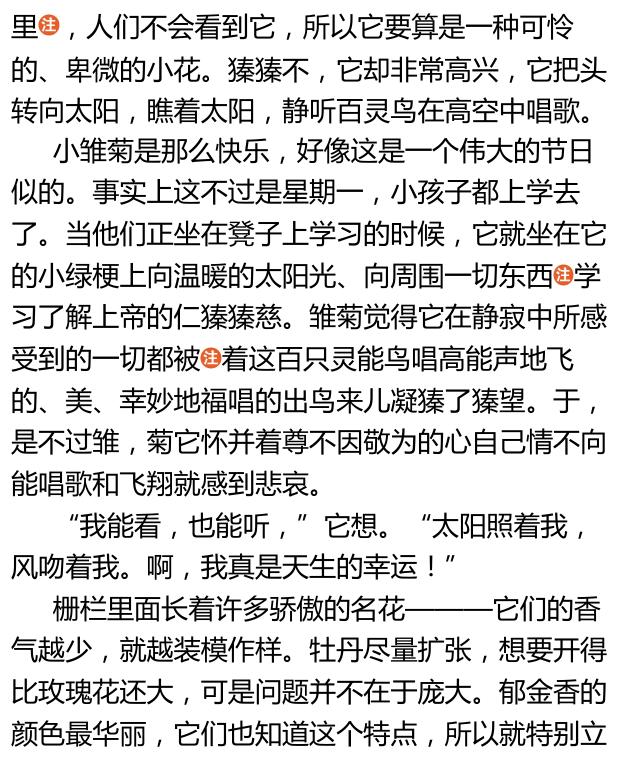 里注，人们不会看到它，所以它要算是一种可怜
的、卑微的小花。獉獉不，它却非常高兴，它把头
转向太阳，瞧着太阳，静听百灵鸟在高空中唱歌。
小雏菊是那么快乐，好像这是一个伟大的节日
似的。事实上这不过是星期一，小孩子都上学去
了。当他们正坐在凳子上学习的时候，它就坐在它
的小绿梗上向温暖的太阳光、向周围一切东西注学
习了解上帝的仁獉獉慈。雏菊觉得它在静寂中所感
受到的一切都被注着这百只灵能鸟唱高能声地飞
的、美、幸妙地福唱的出鸟来儿凝獉了獉望。于，
是不过雏，菊它怀并着尊不因敬为的心自己情不向
能唱歌和飞翔就感到悲哀。
“我能看，也能听，”它想。“太阳照着我，
风吻着我。啊，我真是天生的幸运！”
栅栏里面长着许多骄傲的名花———它们的香
气越少，就越装模作样。牡丹尽量扩张，想要开得
比玫瑰花还大，可是问题并不在于庞大。郁金香的
颜色最华丽，它们也知道这个特点，所以就特别立